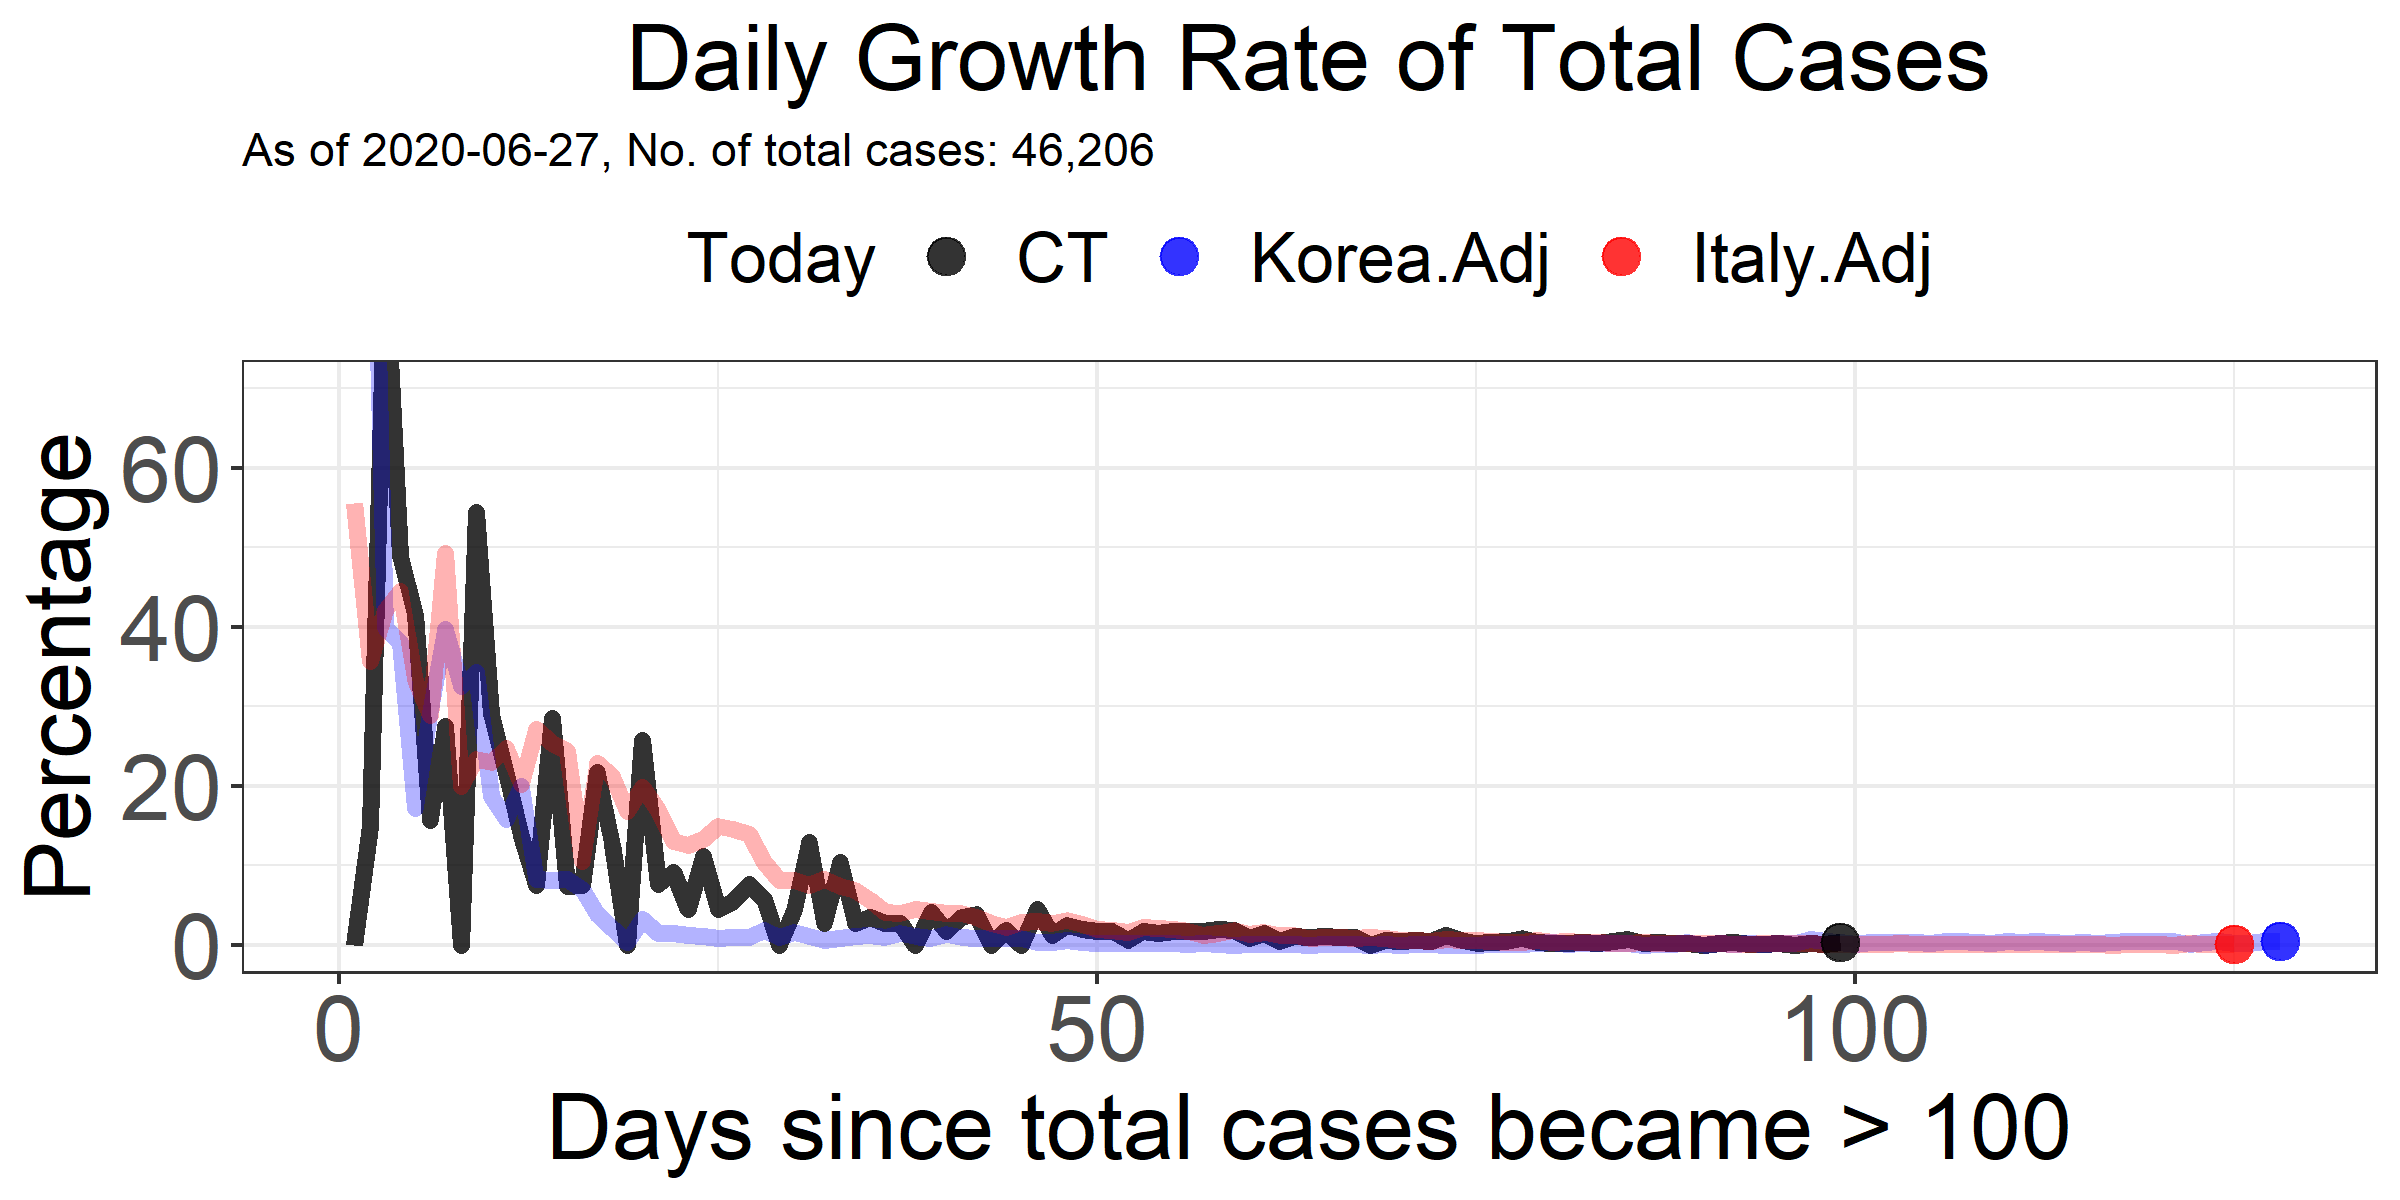 Daily Growth Rate of Total Cases
As of 2020-06-27, No. of total cases: 46,206
Today CT Korea.Adj Italy.Adj
Percentage
60
40
20
0
0 50 100
Days since total cases became > 100